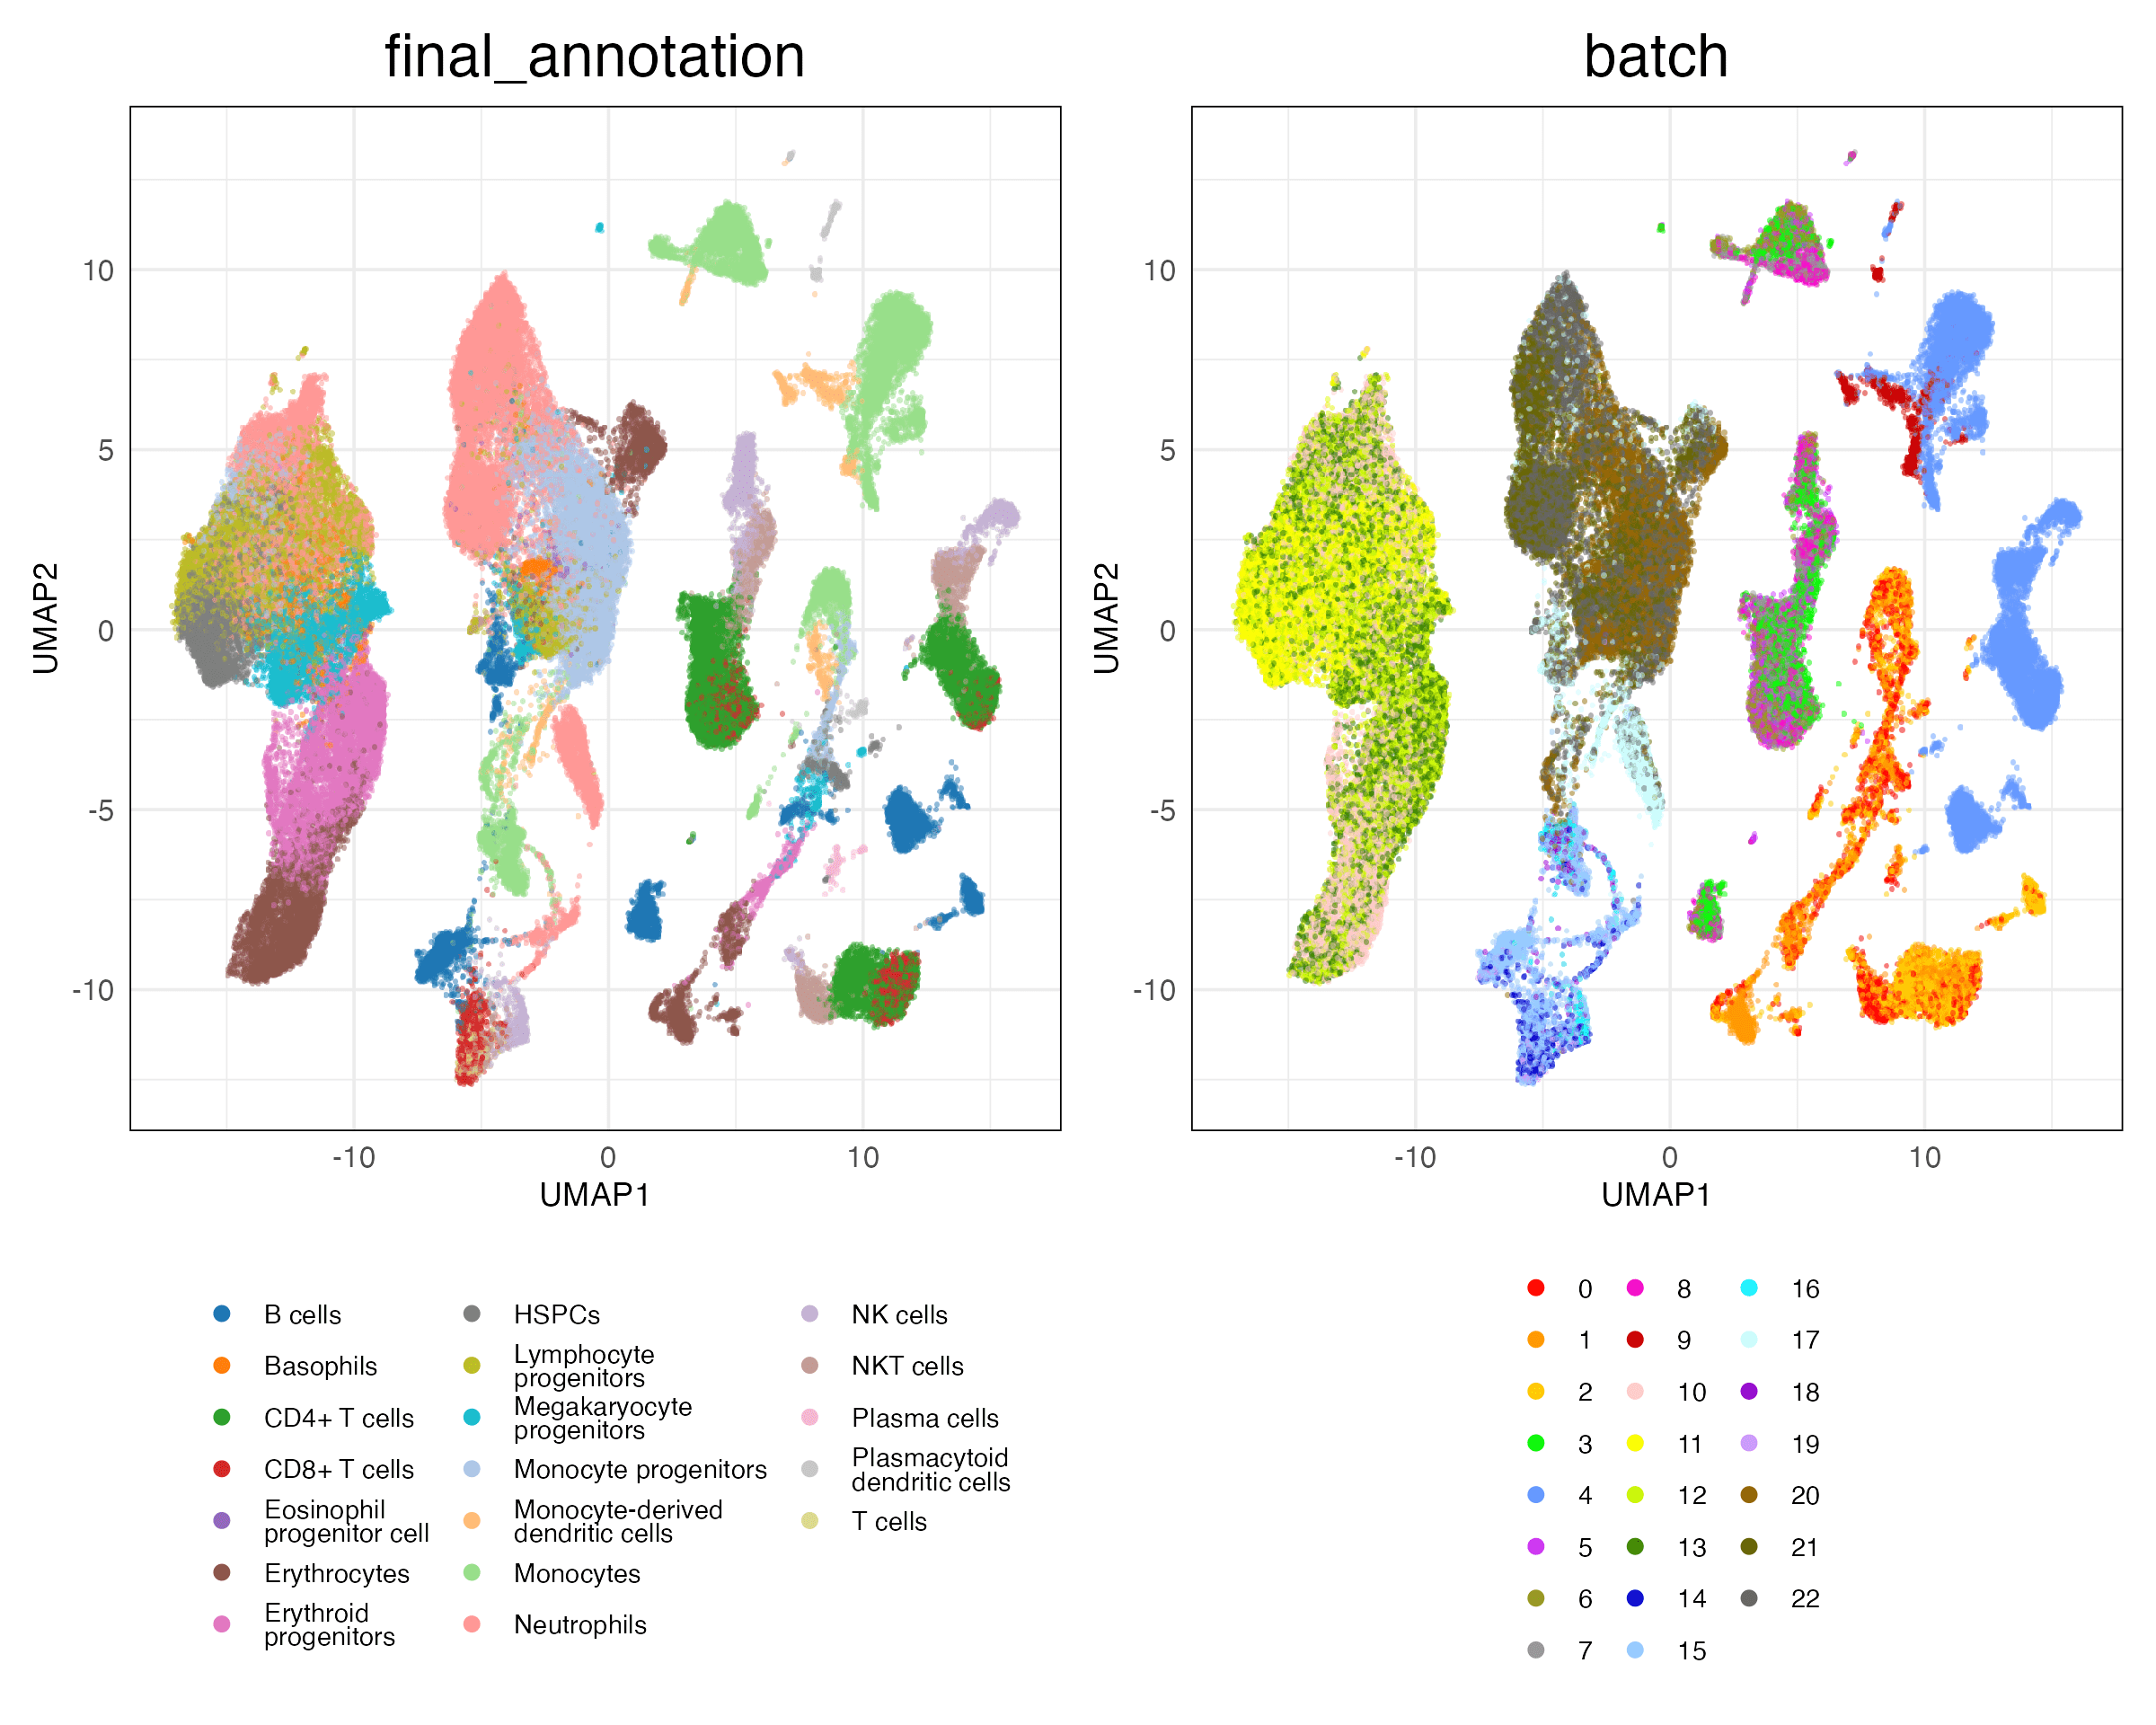 final_annotation
batch
10
5
0
-5
-10
UMAP2
-10
0
10
UMAP1
10
5
0
-5
-10
UMAP2
-10
0
10
UMAP1
B cells
Basophils
CD4+ T cells
CD8+ T cells
Eosinophil
progenitor cell
Erythrocytes
Erythroid
progenitors
HSPCs
Lymphocyte
progenitors
Megakaryocyte
progenitors
Monocyte progenitors
Monocyte-derived
dendritic cells
Monocytes
Neutrophils
NK cells
NKT cells
Plasma cells
Plasmacytoid
dendritic cells
T cells
0
1
2
3
4
5
6
7
8
9
10
11
12
13
14
15
16
17
18
19
20
21
22